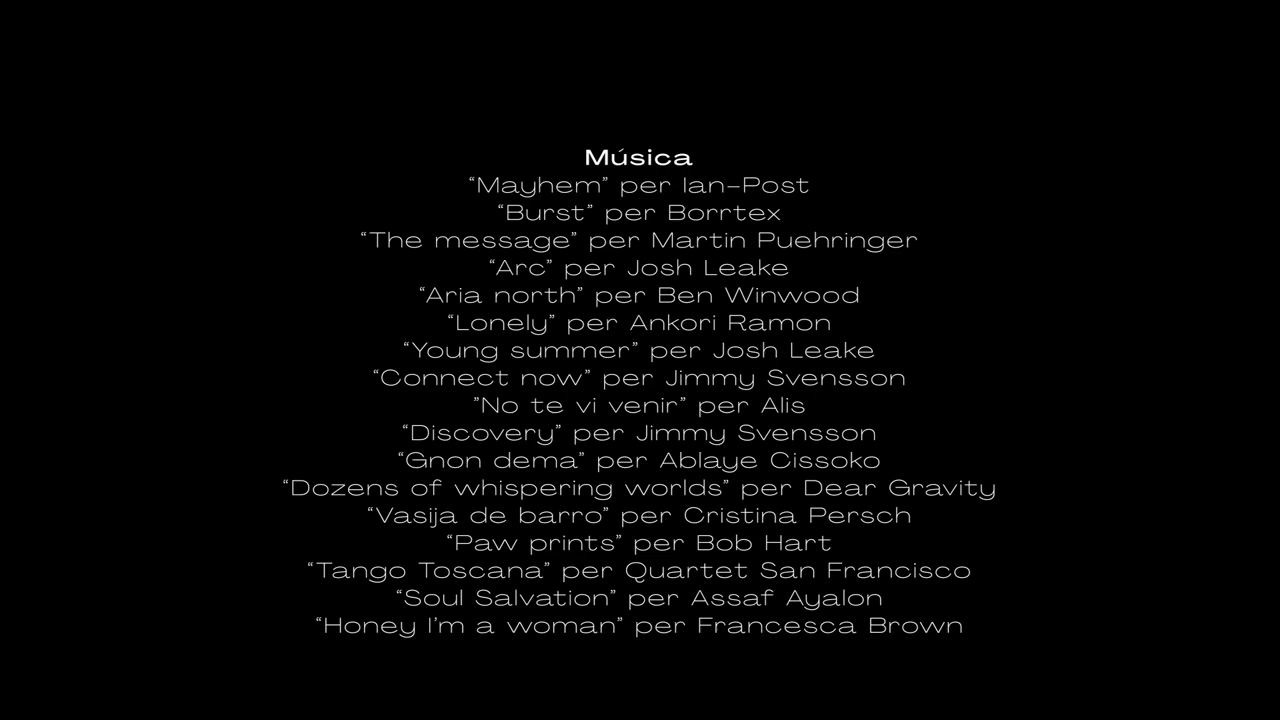 Música
“Mayhem” per Ian-Post
“Burst” per Borrtex
“The message” per Martin Puehringer
“Arc” per Josh Leake
“Aria north” per Ben Winwood
“Lonely” per Ankori Ramon
“Young summer” per Josh Leake
“Connect now” per Jimmy Svensson
”No te vi venir” per Alis
“Discovery” per Jimmy Svensson
“Gnon dema” per Ablaye Cissoko
“Dozens of whispering worlds” per Dear Gravity
“Vasija de barro” per Cristina Persch
“Paw prints” per Bob Hart
“Tango Toscana” per Quartet San Francisco
“Soul Salvation” per Assaf Ayalon
“Honey I’m a woman” per Francesca Brown